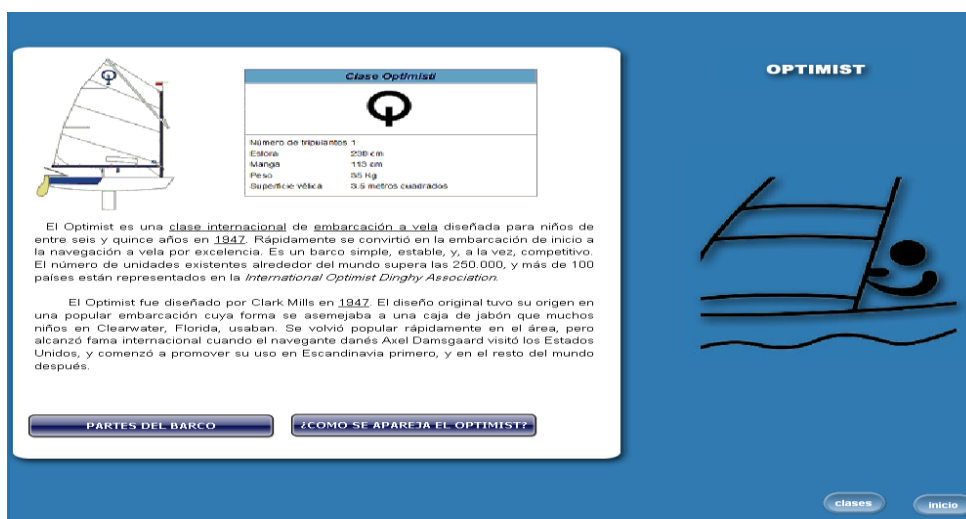 OPTIMIST
Clase Optimisti
Número de tripulantes 1
Eslora 230 cm
Manga 113 cm
Peso 35 Kg
Superficie Vélica 3.5 metros cuadrados
El Optimist es una clase internacional de embarcación a vela diseñada para niños de
entre seis y quince años en 1947. Rápidamente se convirtió en la embarcación de inicio a
la navegación a vela por excelencia. Es un barco simple, estable, y, a la vez, competitivo.
El número de unidades existentes alrededor del mundo supera las 250.000, y más de 100
países están representados en la International Optimist Dinghy Association.
El Optimist fue diseñado por Clark Mills en 1947. El diseño original tuvo su origen en
una popular embarcación cuya forma se asemejaba a una caja de jabón que muchos
niños en Clearwater, Florida, usaban. Se volvió popular rápidamente en el área, pero
alcanzó fama internacional cuando el navegante danés Axel Damsgaard visitó los Estados
Unidos, y comenzó a promover su uso en Escandinavia primero, y en el resto del mundo
después.
PARTES DEL BARCO
¿COMO SE APAREJA EL OPTIMIST?
clases
inicio